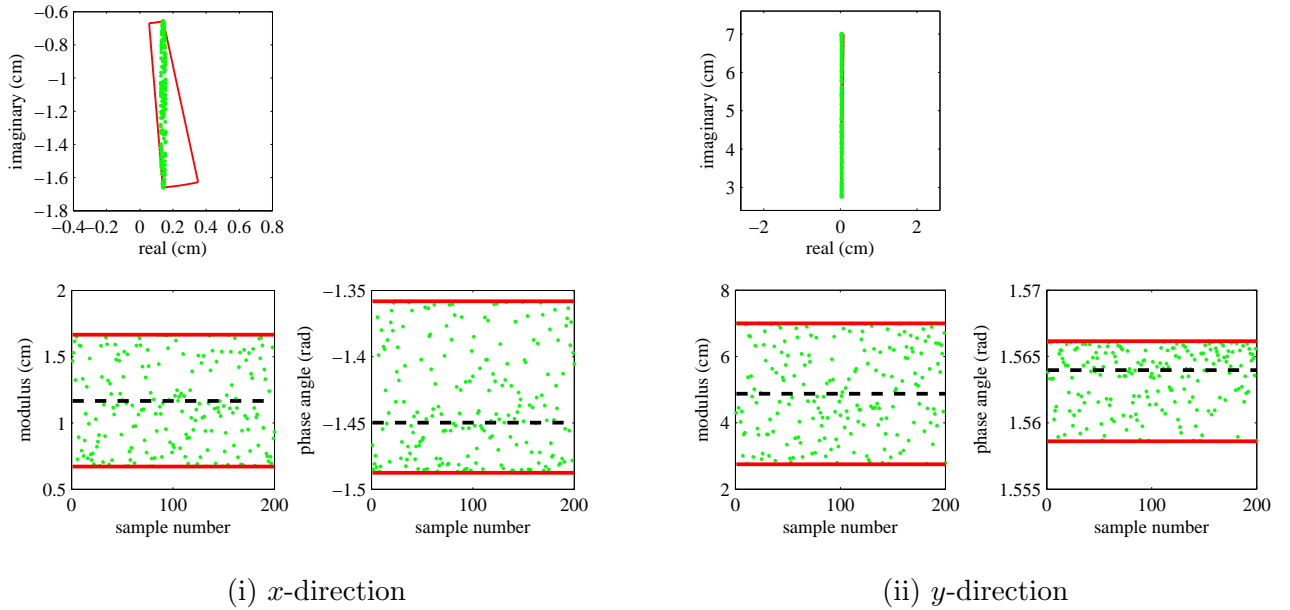 −0.6
−0.8
−1
−1.2
−1.4
−1.6
−1.8
imaginary (cm)
−0.4−0.2 0 0.2 0.4 0.6 0.8
real (cm)
7
6
5
4
3
imaginary (cm)
−2 0 2
real (cm)
2
1.5
1
0.5
modulus (cm)
0 100 200
sample number
−1.35
−1.4
−1.45
−1.5
phase angle (rad)
0 100 200
sample number
8
6
4
2
modulus (cm)
0 100 200
sample number
1.57
1.565
1.56
1.555
phase angle (rad)
0 100 200
sample number
(i) x-direction
(ii) y-direction